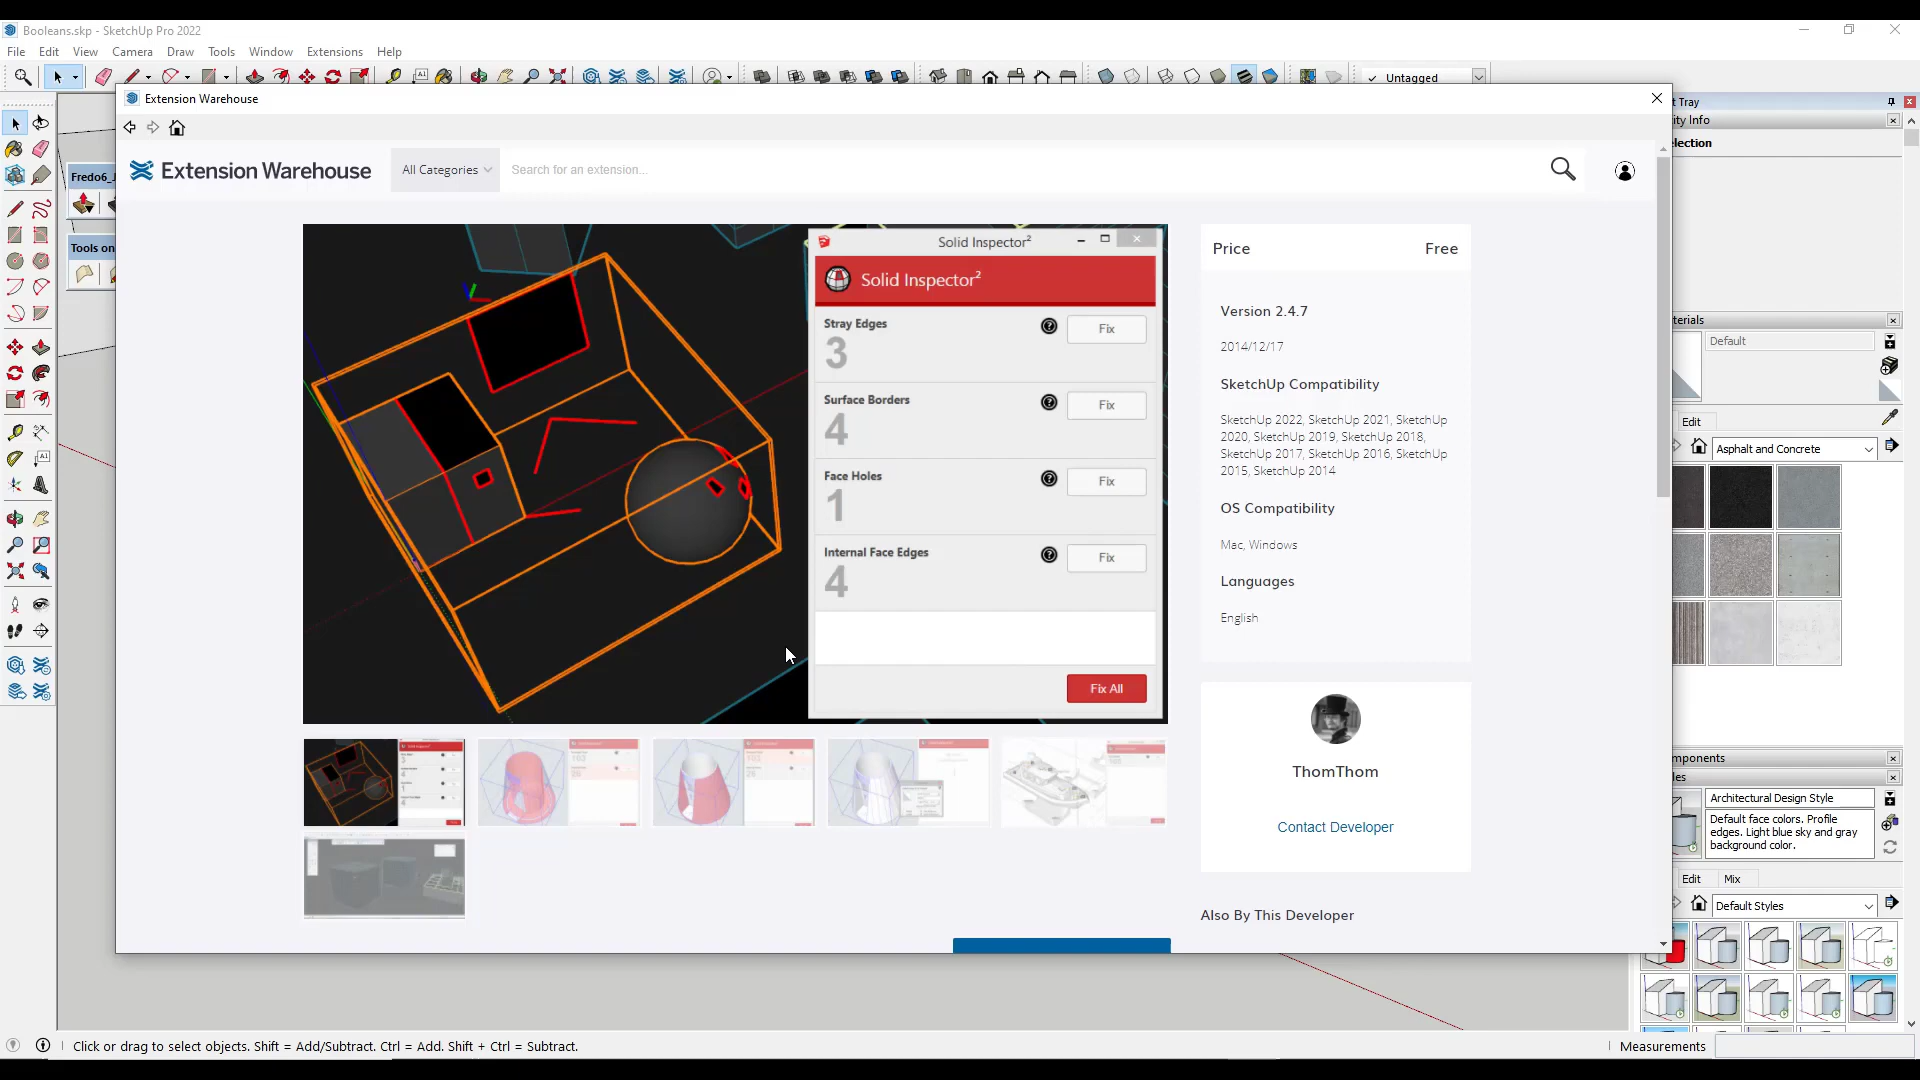 Booleans.skp - SketchUp Pro 2022
File Edit View Camera Draw Tools Window Extensions Help
Untagged
Extension Warehouse
Extension Warehouse
All Categories
Search for an extension...
Fredo6_
Tools on
Solid Inspector²
Solid Inspector²
Stray Edges
3
Fix
Surface Borders
4
Fix
Face Holes
1
Fix
Internal Face Edges
4
Fix
Fix All
Price Free
Version 2.4.7
2014/12/17
SketchUp Compatibility
SketchUp 2022, SketchUp 2021, SketchUp
2020, SketchUp 2019, SketchUp 2018,
SketchUp 2017, SketchUp 2016, SketchUp
2015, SketchUp 2014
OS Compatibility
Mac, Windows
Languages
English
ThomThom
Contact Developer
Also By This Developer
t Tray
ity Info
lection
terials
Default
Edit
Asphalt and Concrete
mponents
les
Architectural Design Style
Default face colors. Profile
edges. Light blue sky and gray
background color.
Edit Mix
Default Styles
Click or drag to select objects. Shift = Add/Subtract. Ctrl = Add. Shift + Ctrl = Subtract.
Measurements